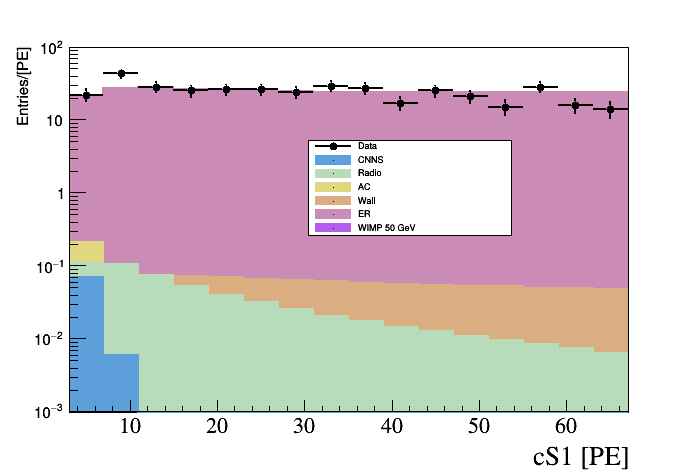 Entries/[PE]
10²
10
1
10⁻¹
10⁻²
10⁻³
Data
CNNS
Radio
AC
Wall
ER
WIMP 50 GeV
10 20 30 40 50 60
cS1 [PE]